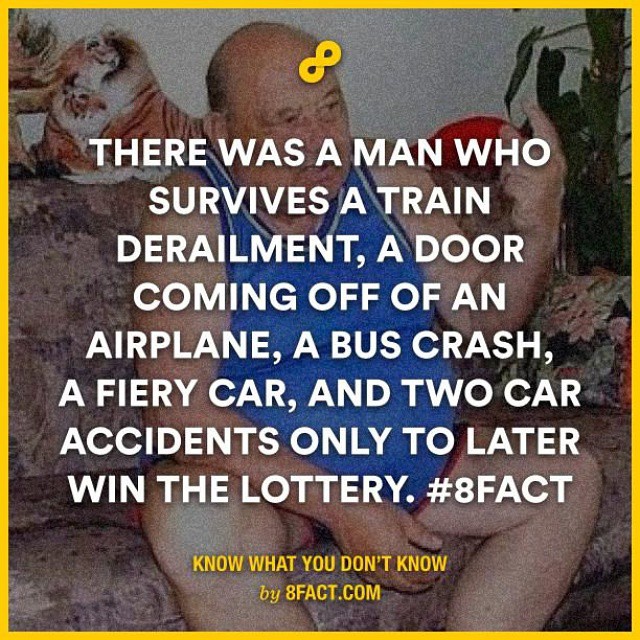 THERE WAS A MAN WHO
SURVIVES A TRAIN
DERAILMENT, A DOOR
COMING OFF OF AN
AIRPLANE, A BUS CRASH,
A FIERY CAR, AND TWO CAR
ACCIDENTS ONLY TO LATER
WIN THE LOTTERY. #8FACT
KNOW WHAT YOU DON'T KNOW
by 8FACT.COM